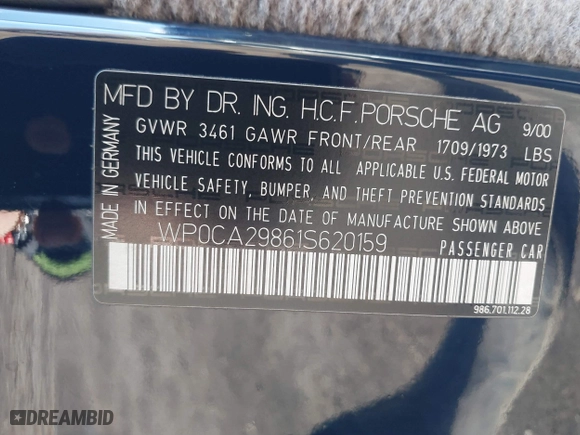 MFD BY DR. ING. H.C.F. PORSCHE AG 9/00
GVWR 3461 GAWR FRONT/REAR 1709/1973 LBS
THIS VEHICLE CONFORMS TO ALL APPLICABLE U.S. FEDERAL MOTOR
VEHICLE SAFETY, BUMPER, AND THEFT PREVENTION STANDARDS
IN EFFECT ON THE DATE OF MANUFACTURE SHOWN ABOVE
WP0CA29861S620159 PASSENGER CAR
MADE IN GERMANY
986.701.112.28
DREAMBID